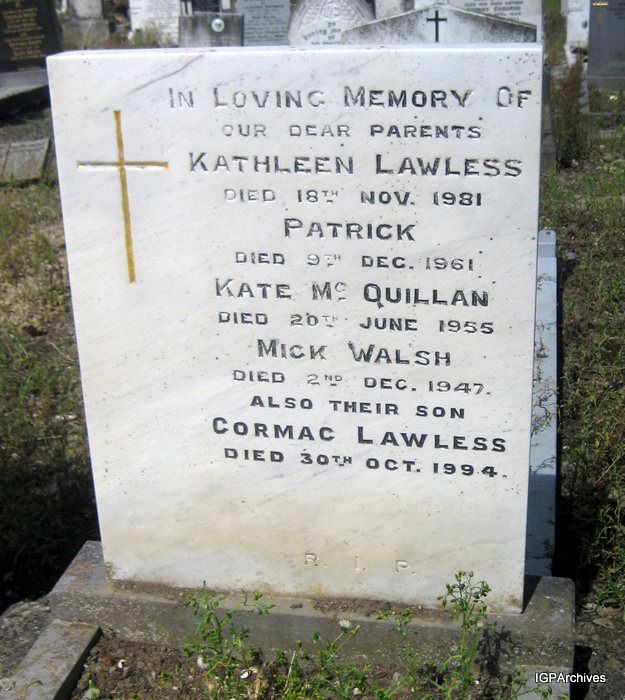 In Loving Memory Of
our dear parents
Kathleen Lawless
died 18TH Nov. 1981
Patrick
died 9TH Dec. 1961
Kate Mc Quillan
died 20TH June 1955
Mick Walsh
died 2ND Dec. 1947.
also their son
Cormac Lawless
died 30TH Oct. 1994.
R. I. P.
IGPArchives